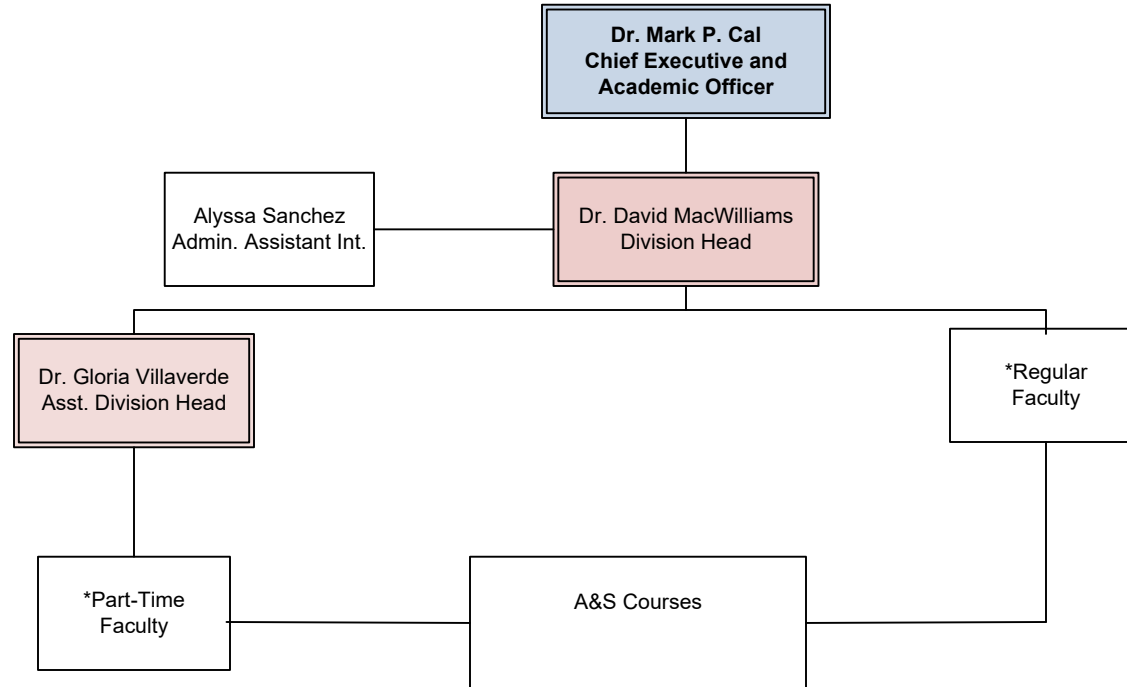 Dr. Mark P. Cal
Chief Executive and
Academic Officer
Alyssa Sanchez
Admin. Assistant Int.
Dr. David MacWilliams
Division Head
Dr. Gloria Villaverde
Asst. Division Head
*Regular
Faculty
*Part-Time
Faculty
A&S Courses